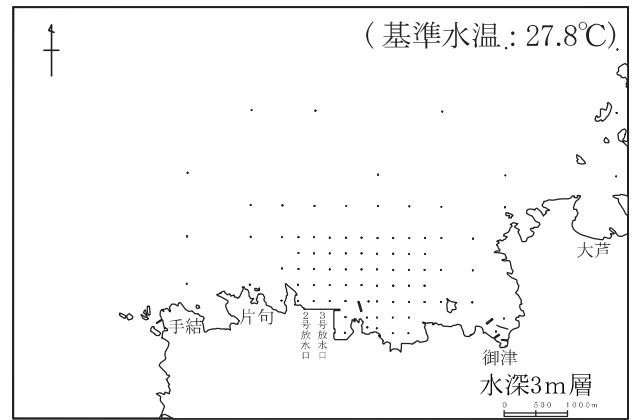 (基準水温:27.8℃)
大芦
片句
手結
2号放水口
3号放水口
御津
水深3m層
0 500 1000m